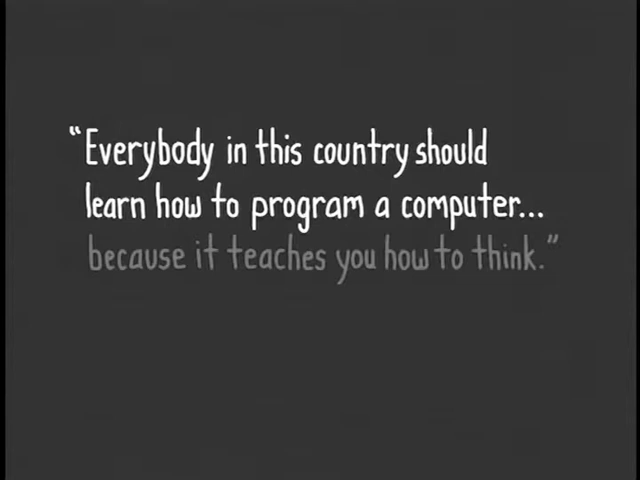 “Everybody in this country should
learn how to program a computer...
because it teaches you how to think.”